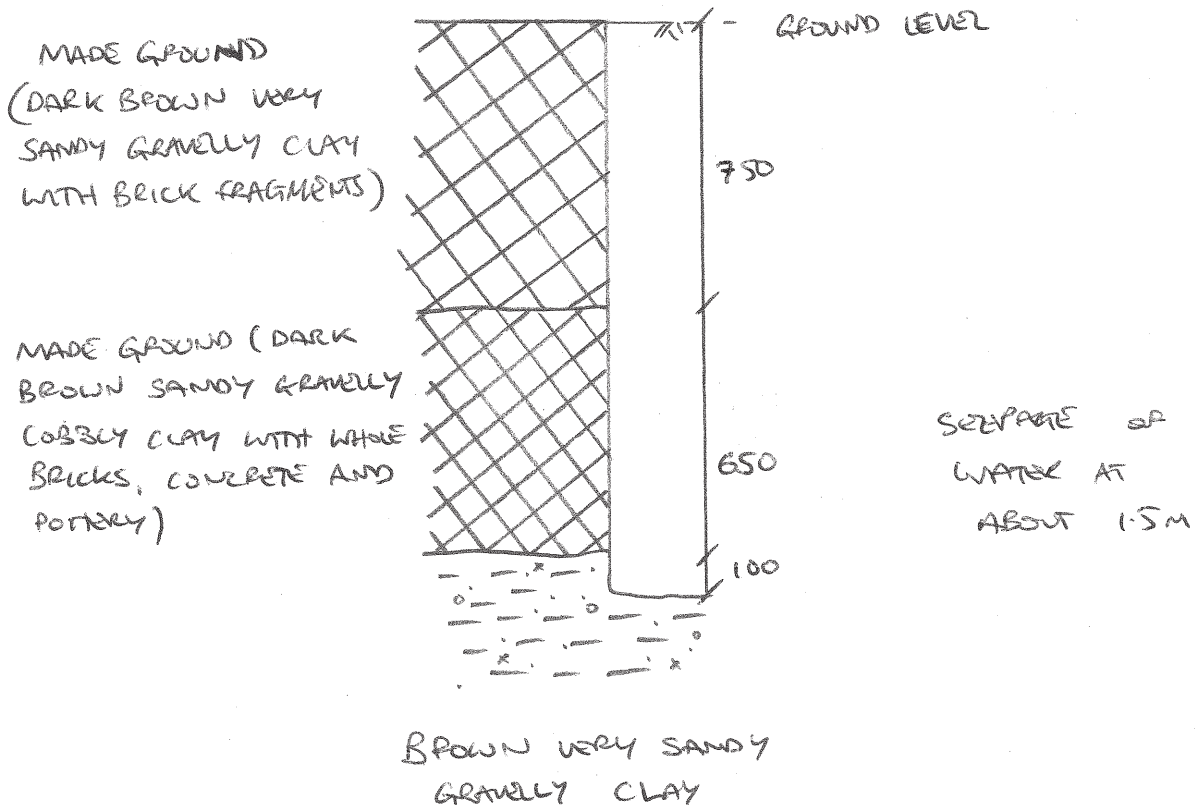 GROUND LEVEL
MADE GROUND
(DARK BROWN VERY
SANDY GRAVELLY CLAY
WITH BRICK FRAGMENTS)
750
MADE GROUND (DARK
BROWN SANDY GRAVELLY
COBBLY CLAY WITH WHOLE
BRICKS, CONCRETE AND
POTTERY)
650
SEEPAGE OF
WATER AT
ABOUT 1.5M
100
BROWN VERY SANDY
GRAVELLY CLAY